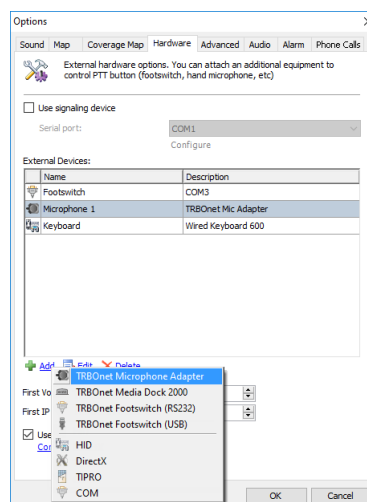 Options
Sound Map Coverage Map Hardware Advanced Audio Alarm Phone Calls
External hardware options. You can attach an additional equipment to
control PTT button (footswitch, hand microphone, etc)
Use signaling device
Serial port: COM1
Configure
External Devices:
Name Description
Footswitch COM3
Microphone 1 TRBOnet Mic Adapter
Keyboard Wired Keyboard 600
Add Edit Delete
TRBOnet Microphone Adapter
First Vo TRBOnet Media Dock 2000
First IP TRBOnet Footswitch (RS232)
TRBOnet Footswitch (USB)
Use
Con HID
DirectX
TIPRO
COM
OK Cancel